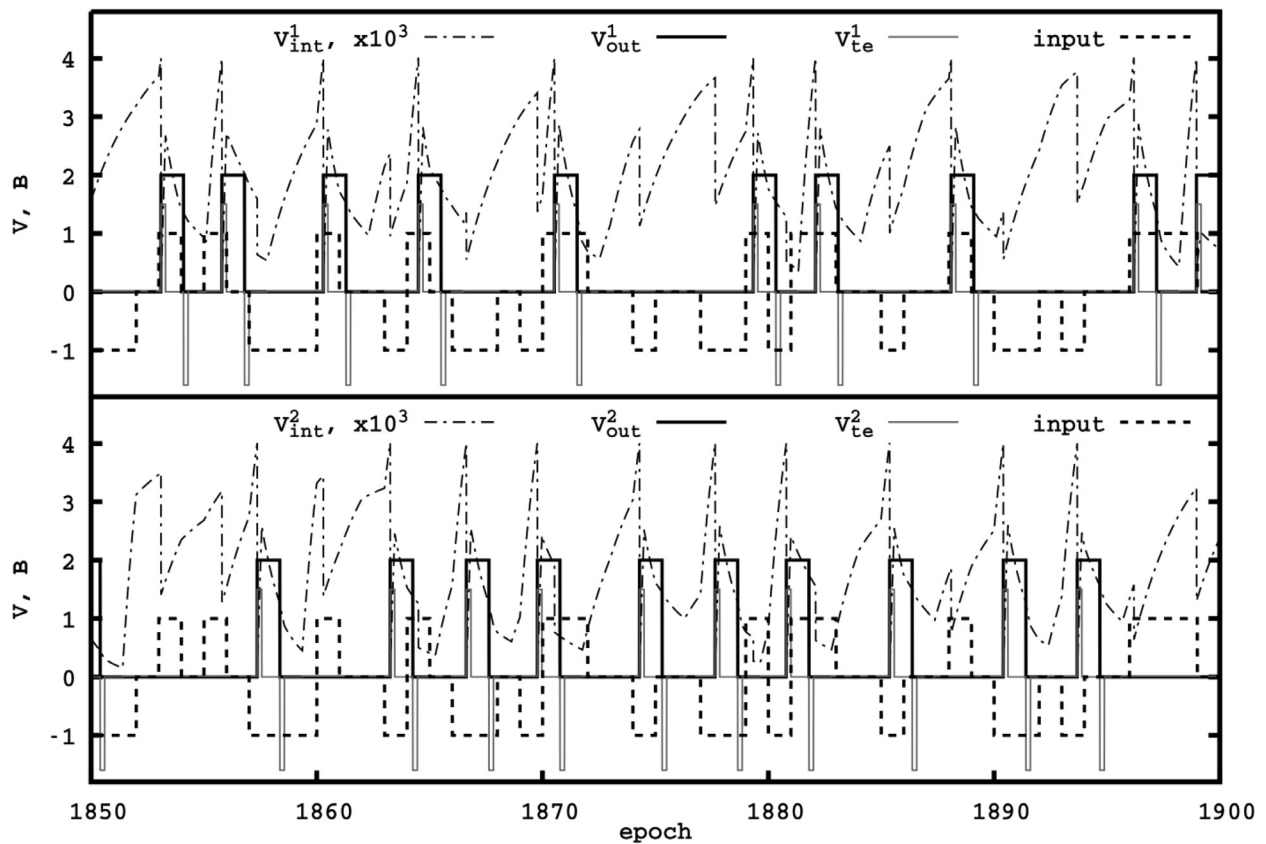 V¹int, x10³ V¹out V¹te input
4
3
2
1
0
-1
V, B
V²int, x10³ V²out V²te input
4
3
2
1
0
-1
V, B
1850 1860 1870 1880 1890 1900
epoch